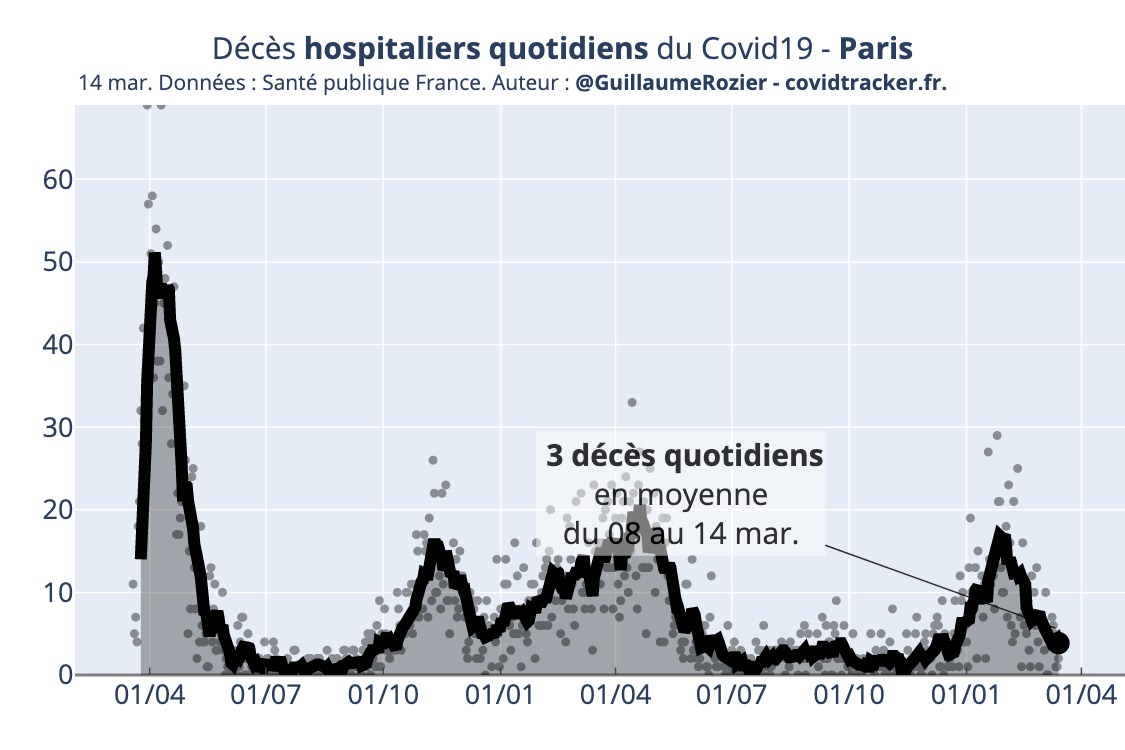 Décès hospitaliers quotidiens du Covid19 - Paris
14 mar. Données : Santé publique France. Auteur : @GuillaumeRozier - covidtracker.fr.
60
50
40
30
20
10
0
3 décès quotidiens
en moyenne
du 08 au 14 mar.
01/04 01/07 01/10 01/01 01/04 01/07 01/10 01/01 01/04